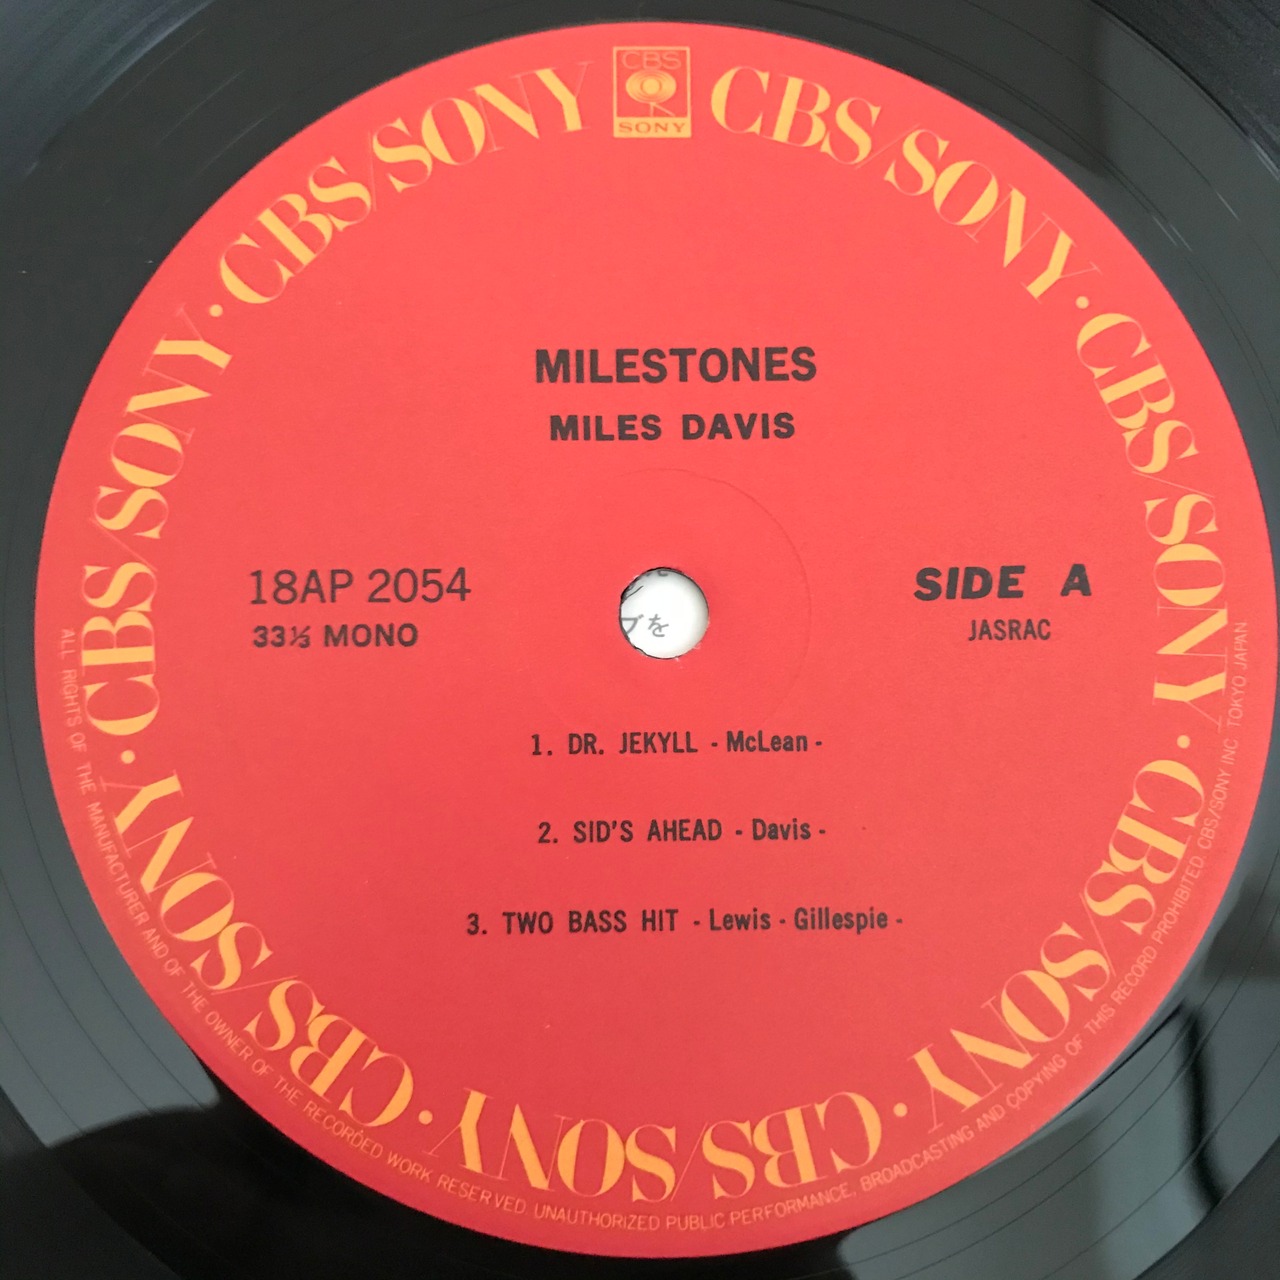 CBS
SONY
CBS/SONY · CBS/SONY · CBS/SONY · CBS/SONY · CBS/SONY · CBS/SONY · CBS/SONY · CBS/SONY
MILESTONES
MILES DAVIS
18AP 2054
33⅓ MONO
SIDE A
JASRAC
ブを
1. DR. JEKYLL - McLean -
2. SID'S AHEAD - Davis -
3. TWO BASS HIT - Lewis - Gillespie -
ALL RIGHTS OF THE MANUFACTURER AND OF THE OWNER OF THE RECORDED WORK RESERVED. UNAUTHORIZED PUBLIC PERFORMANCE, BROADCASTING AND COPYING OF THIS RECORD PROHIBITED. CBS/SONY INC. TOKYO JAPAN